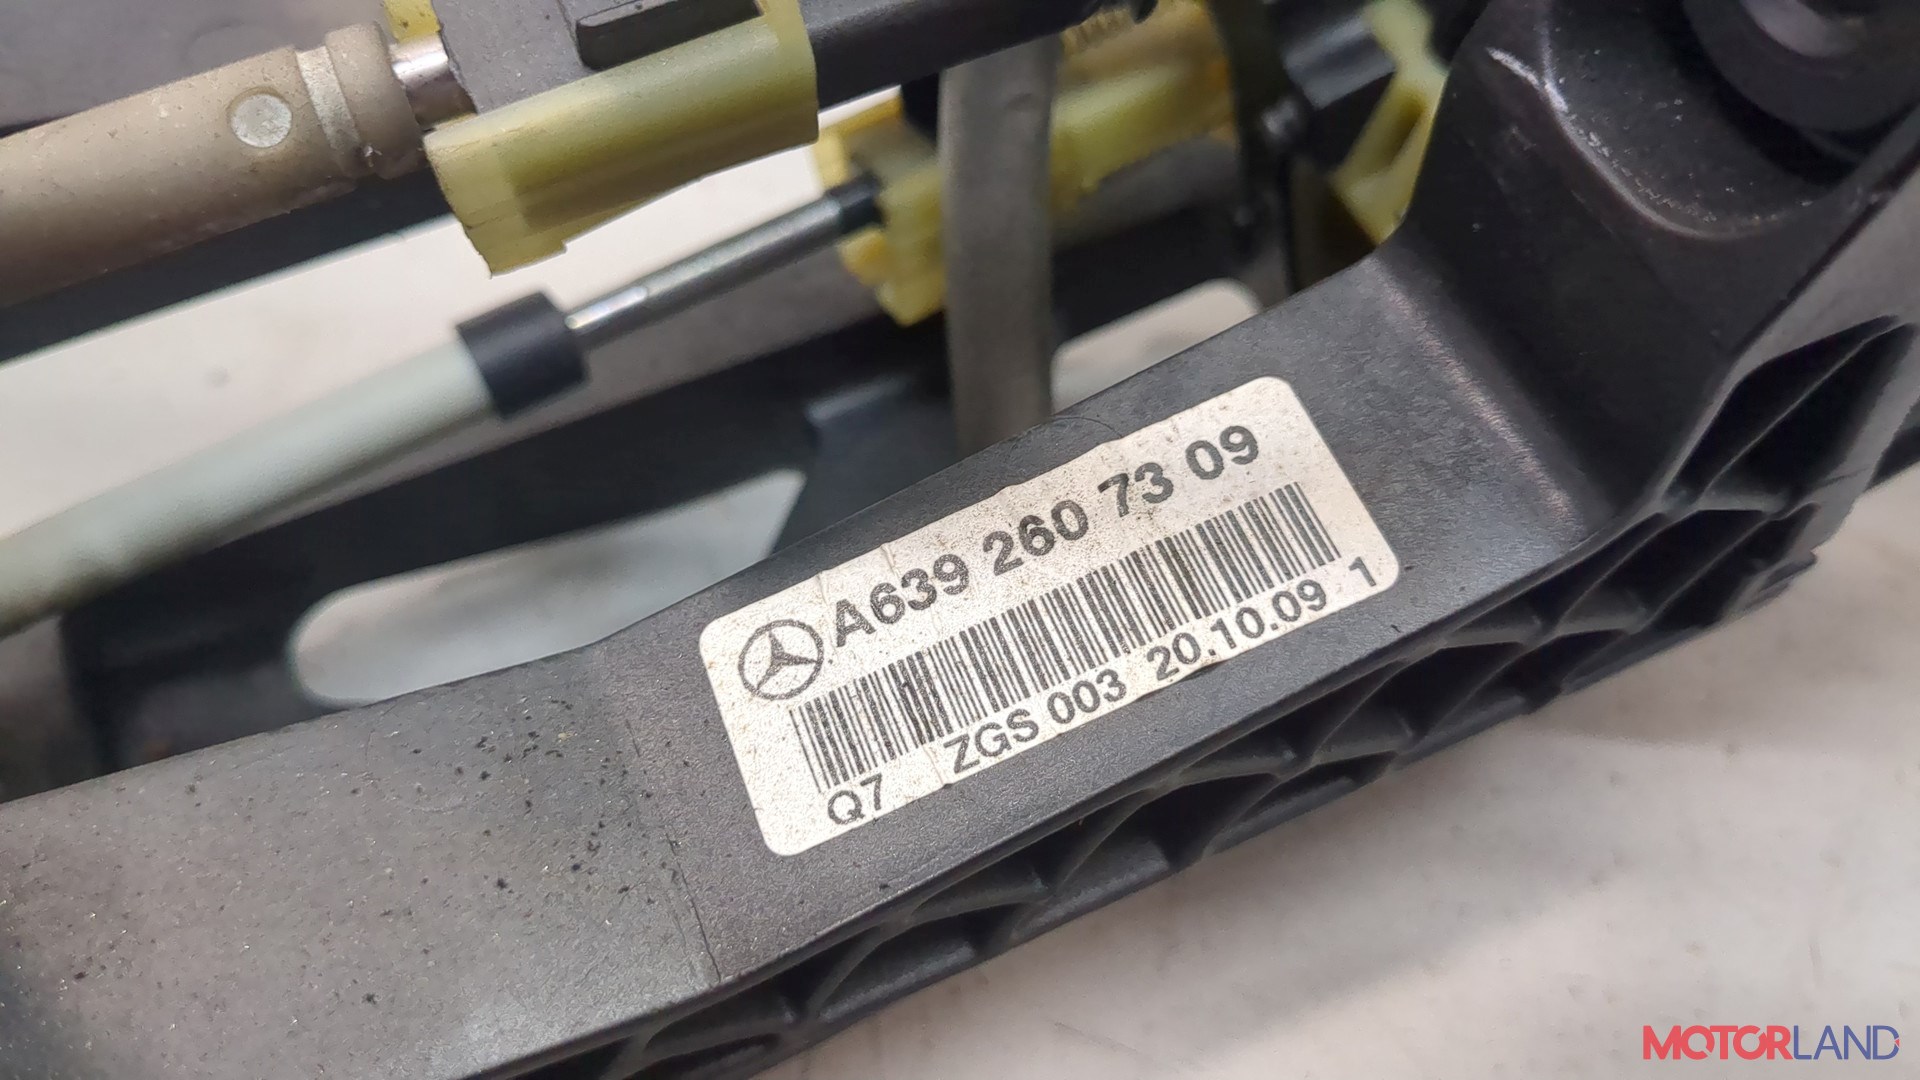 A639 260 73 09
Q7 ZGS 003 20.10.09 1
MOTORLAND